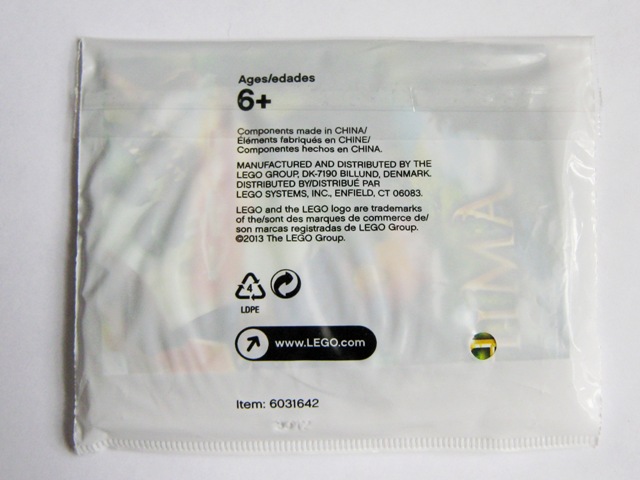 Ages/edades
6+
Components made in CHINA/
Éléments fabriqués en CHINE/
Componentes hechos en CHINA.
MANUFACTURED AND DISTRIBUTED BY THE
LEGO GROUP, DK-7190 BILLUND, DENMARK.
DISTRIBUTED BY/DISTRIBUÉ PAR
LEGO SYSTEMS, INC., ENFIELD, CT 06083.
LEGO and the LEGO logo are trademarks
of the/sont des marques de commerce de/
son marcas registradas de LEGO Group.
©2013 The LEGO Group.
4
LDPE
www.LEGO.com
Item: 6031642